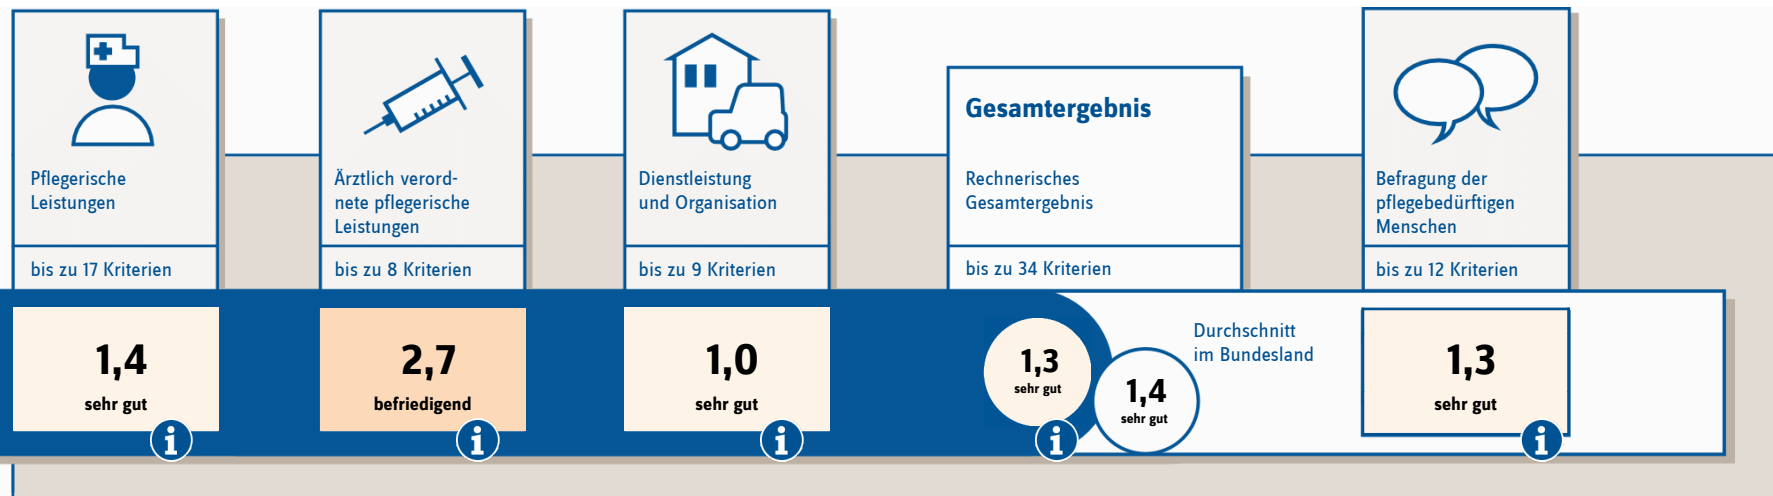 Pflegerische
Leistungen
bis zu 17 Kriterien
1,4
sehr gut
i
Ärztlich verord-
nete pflegerische
Leistungen
bis zu 8 Kriterien
2,7
befriedigend
i
Dienstleistung
und Organisation
bis zu 9 Kriterien
1,0
sehr gut
i
Gesamtergebnis
Rechnerisches
Gesamtergebnis
bis zu 34 Kriterien
1,3
sehr gut
i
Durchschnitt
im Bundesland
1,4
sehr gut
Befragung der
pflegebedürftigen
Menschen
bis zu 12 Kriterien
1,3
sehr gut
i